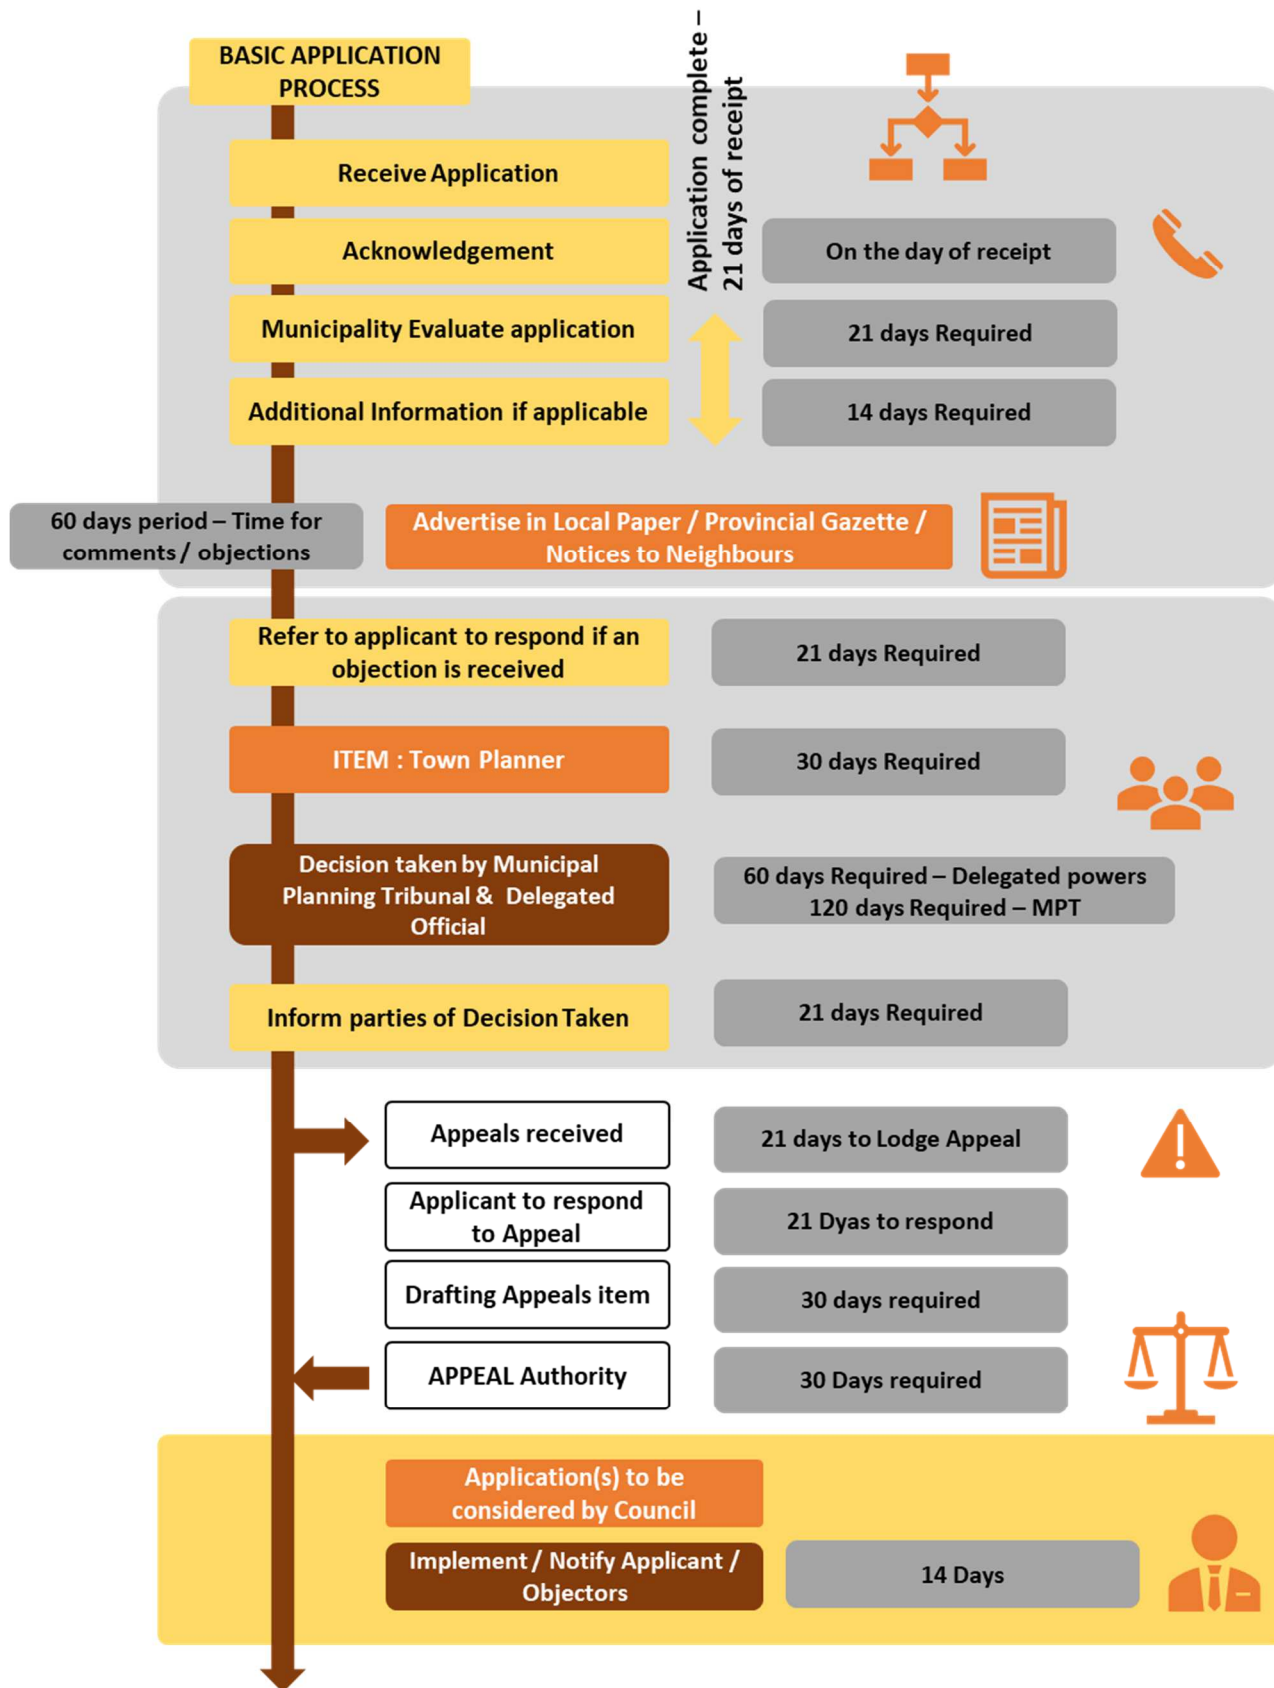 BASIC APPLICATION
PROCESS
Application complete –
21 days of receipt
Receive Application
Acknowledgement
On the day of receipt
Municipality Evaluate application
21 days Required
Additional Information if applicable
14 days Required
60 days period – Time for
comments / objections
Advertise in Local Paper / Provincial Gazette /
Notices to Neighbours
Refer to applicant to respond if an
objection is received
21 days Required
ITEM : Town Planner
30 days Required
Decision taken by Municipal
Planning Tribunal & Delegated
Official
60 days Required – Delegated powers
120 days Required – MPT
Inform parties of Decision Taken
21 days Required
Appeals received
21 days to Lodge Appeal
Applicant to respond
to Appeal
21 Dyas to respond
Drafting Appeals item
30 days required
APPEAL Authority
30 Days required
Application(s) to be
considered by Council
Implement / Notify Applicant /
Objectors
14 Days